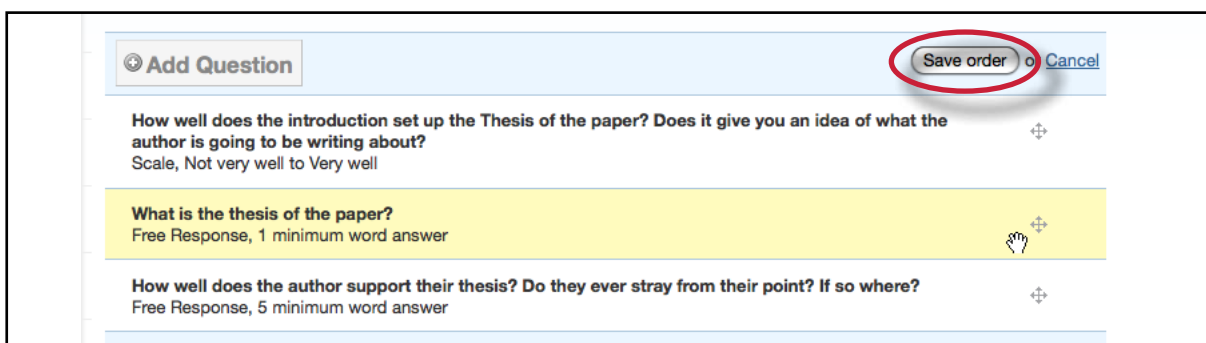 Add Question
Save order or Cancel
How well does the introduction set up the Thesis of the paper? Does it give you an idea of what the
author is going to be writing about?
Scale, Not very well to Very well
What is the thesis of the paper?
Free Response, 1 minimum word answer
How well does the author support their thesis? Do they ever stray from their point? If so where?
Free Response, 5 minimum word answer